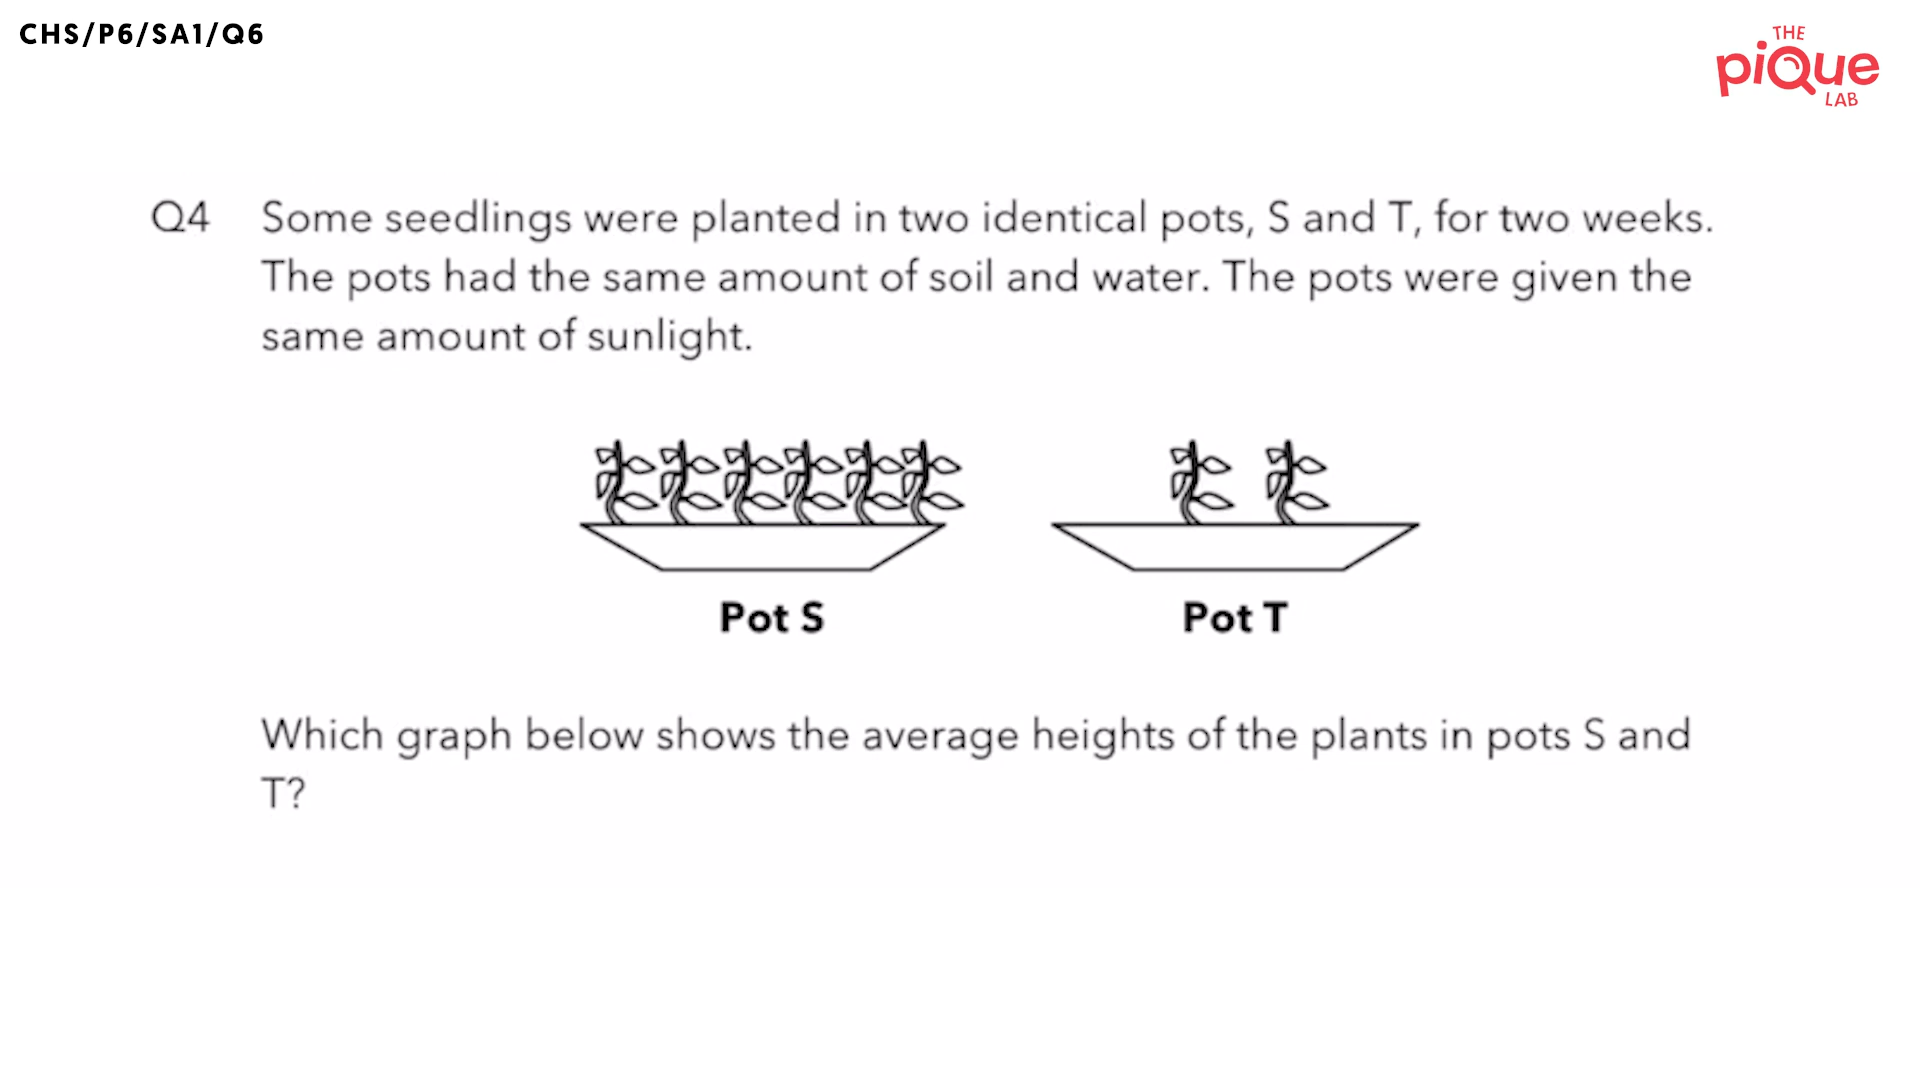 CHS/P6/SA1/Q6
THE
piQue
LAB
Q4 Some seedlings were planted in two identical pots, S and T, for two weeks.
The pots had the same amount of soil and water. The pots were given the
same amount of sunlight.
Pot S Pot T
Which graph below shows the average heights of the plants in pots S and
T?